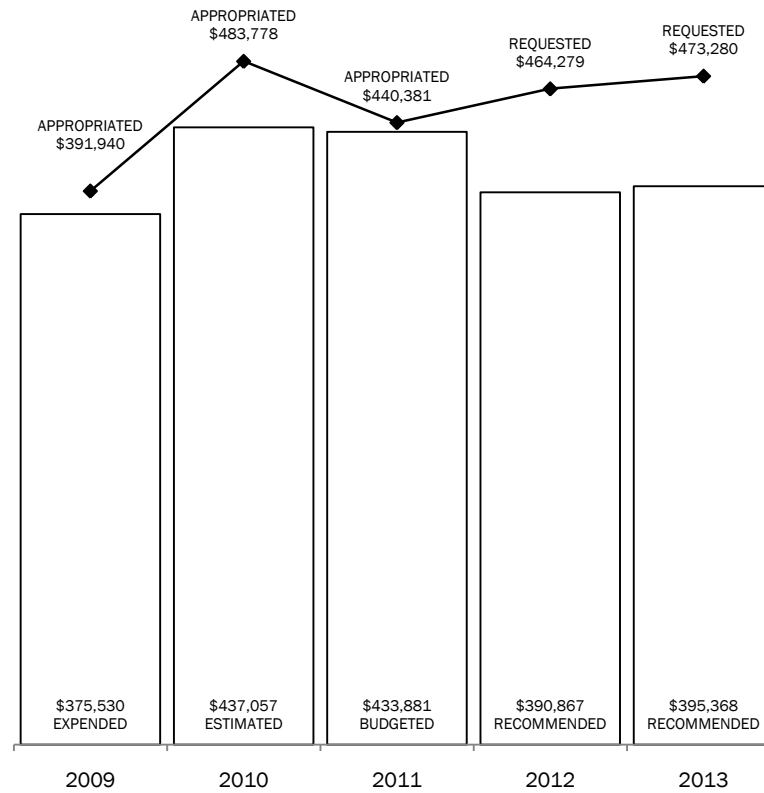 APPROPRIATED
$483,778
REQUESTED
$473,280
REQUESTED
$464,279
APPROPRIATED
$440,381
APPROPRIATED
$391,940
$375,530
EXPENDED
$437,057
ESTIMATED
$433,881
BUDGETED
$390,867
RECOMMENDED
$395,368
RECOMMENDED
2009
2010
2011
2012
2013